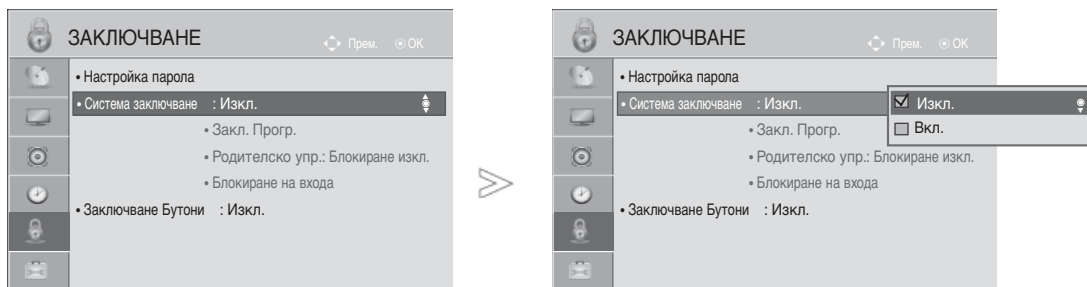 ЗАКЛЮЧВАНЕ
Прем. OK
• Настройка парола
• Система заключване : Изкл.
• Закл. Прогр.
• Родителско упр.: Блокиране изкл.
• Блокиране на входа
• Заключване Бутони : Изкл.
ЗАКЛЮЧВАНЕ
Прем. OK
• Настройка парола
• Система заключване : Изкл.
• Закл. Прогр.
• Родителско упр.: Блокиране изкл.
• Блокиране на входа
• Заключване Бутони : Изкл.
Изкл.
Вкл.